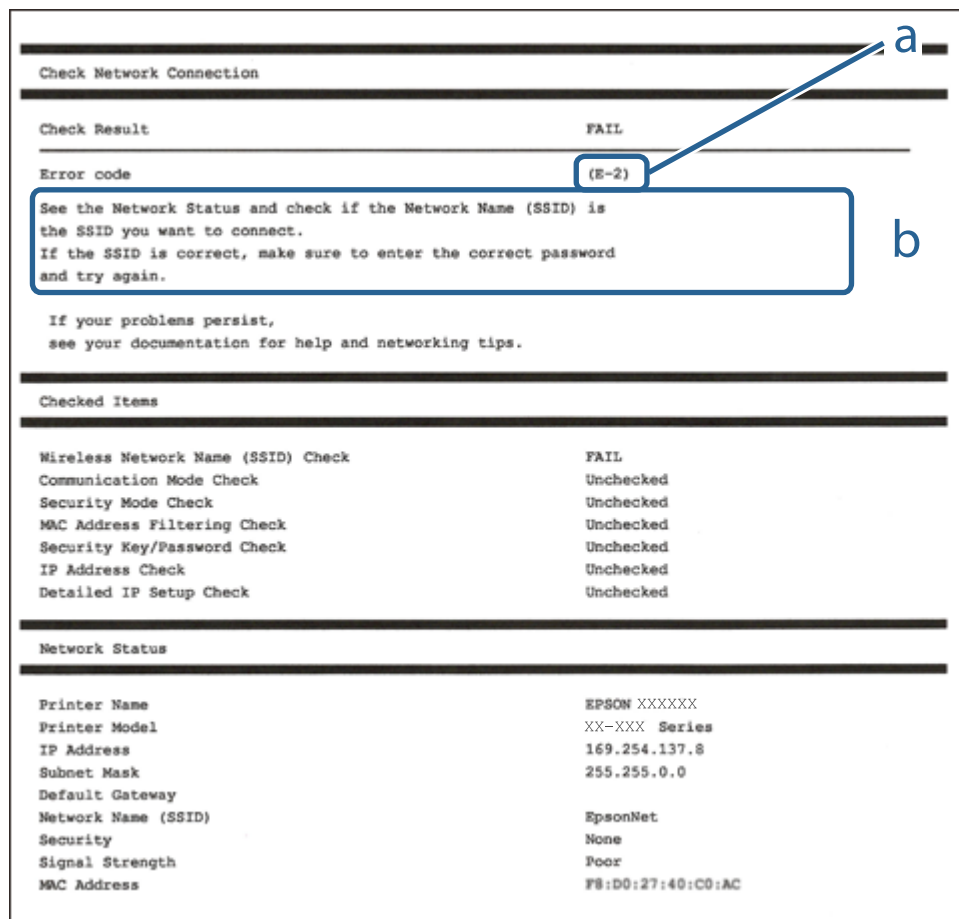 a
Check Network Connection
Check Result FAIL
Error code (E-2)
See the Network Status and check if the Network Name (SSID) is
the SSID you want to connect.
If the SSID is correct, make sure to enter the correct password
and try again.
b
If your problems persist,
see your documentation for help and networking tips.
Checked Items
Wireless Network Name (SSID) Check FAIL
Communication Mode Check Unchecked
Security Mode Check Unchecked
MAC Address Filtering Check Unchecked
Security Key/Password Check Unchecked
IP Address Check Unchecked
Detailed IP Setup Check Unchecked
Network Status
Printer Name EPSON XXXXXX
Printer Model XX-XXX Series
IP Address 169.254.137.8
Subnet Mask 255.255.0.0
Default Gateway
Network Name (SSID) EpsonNet
Security None
Signal Strength Poor
MAC Address F8:D0:27:40:C0:AC